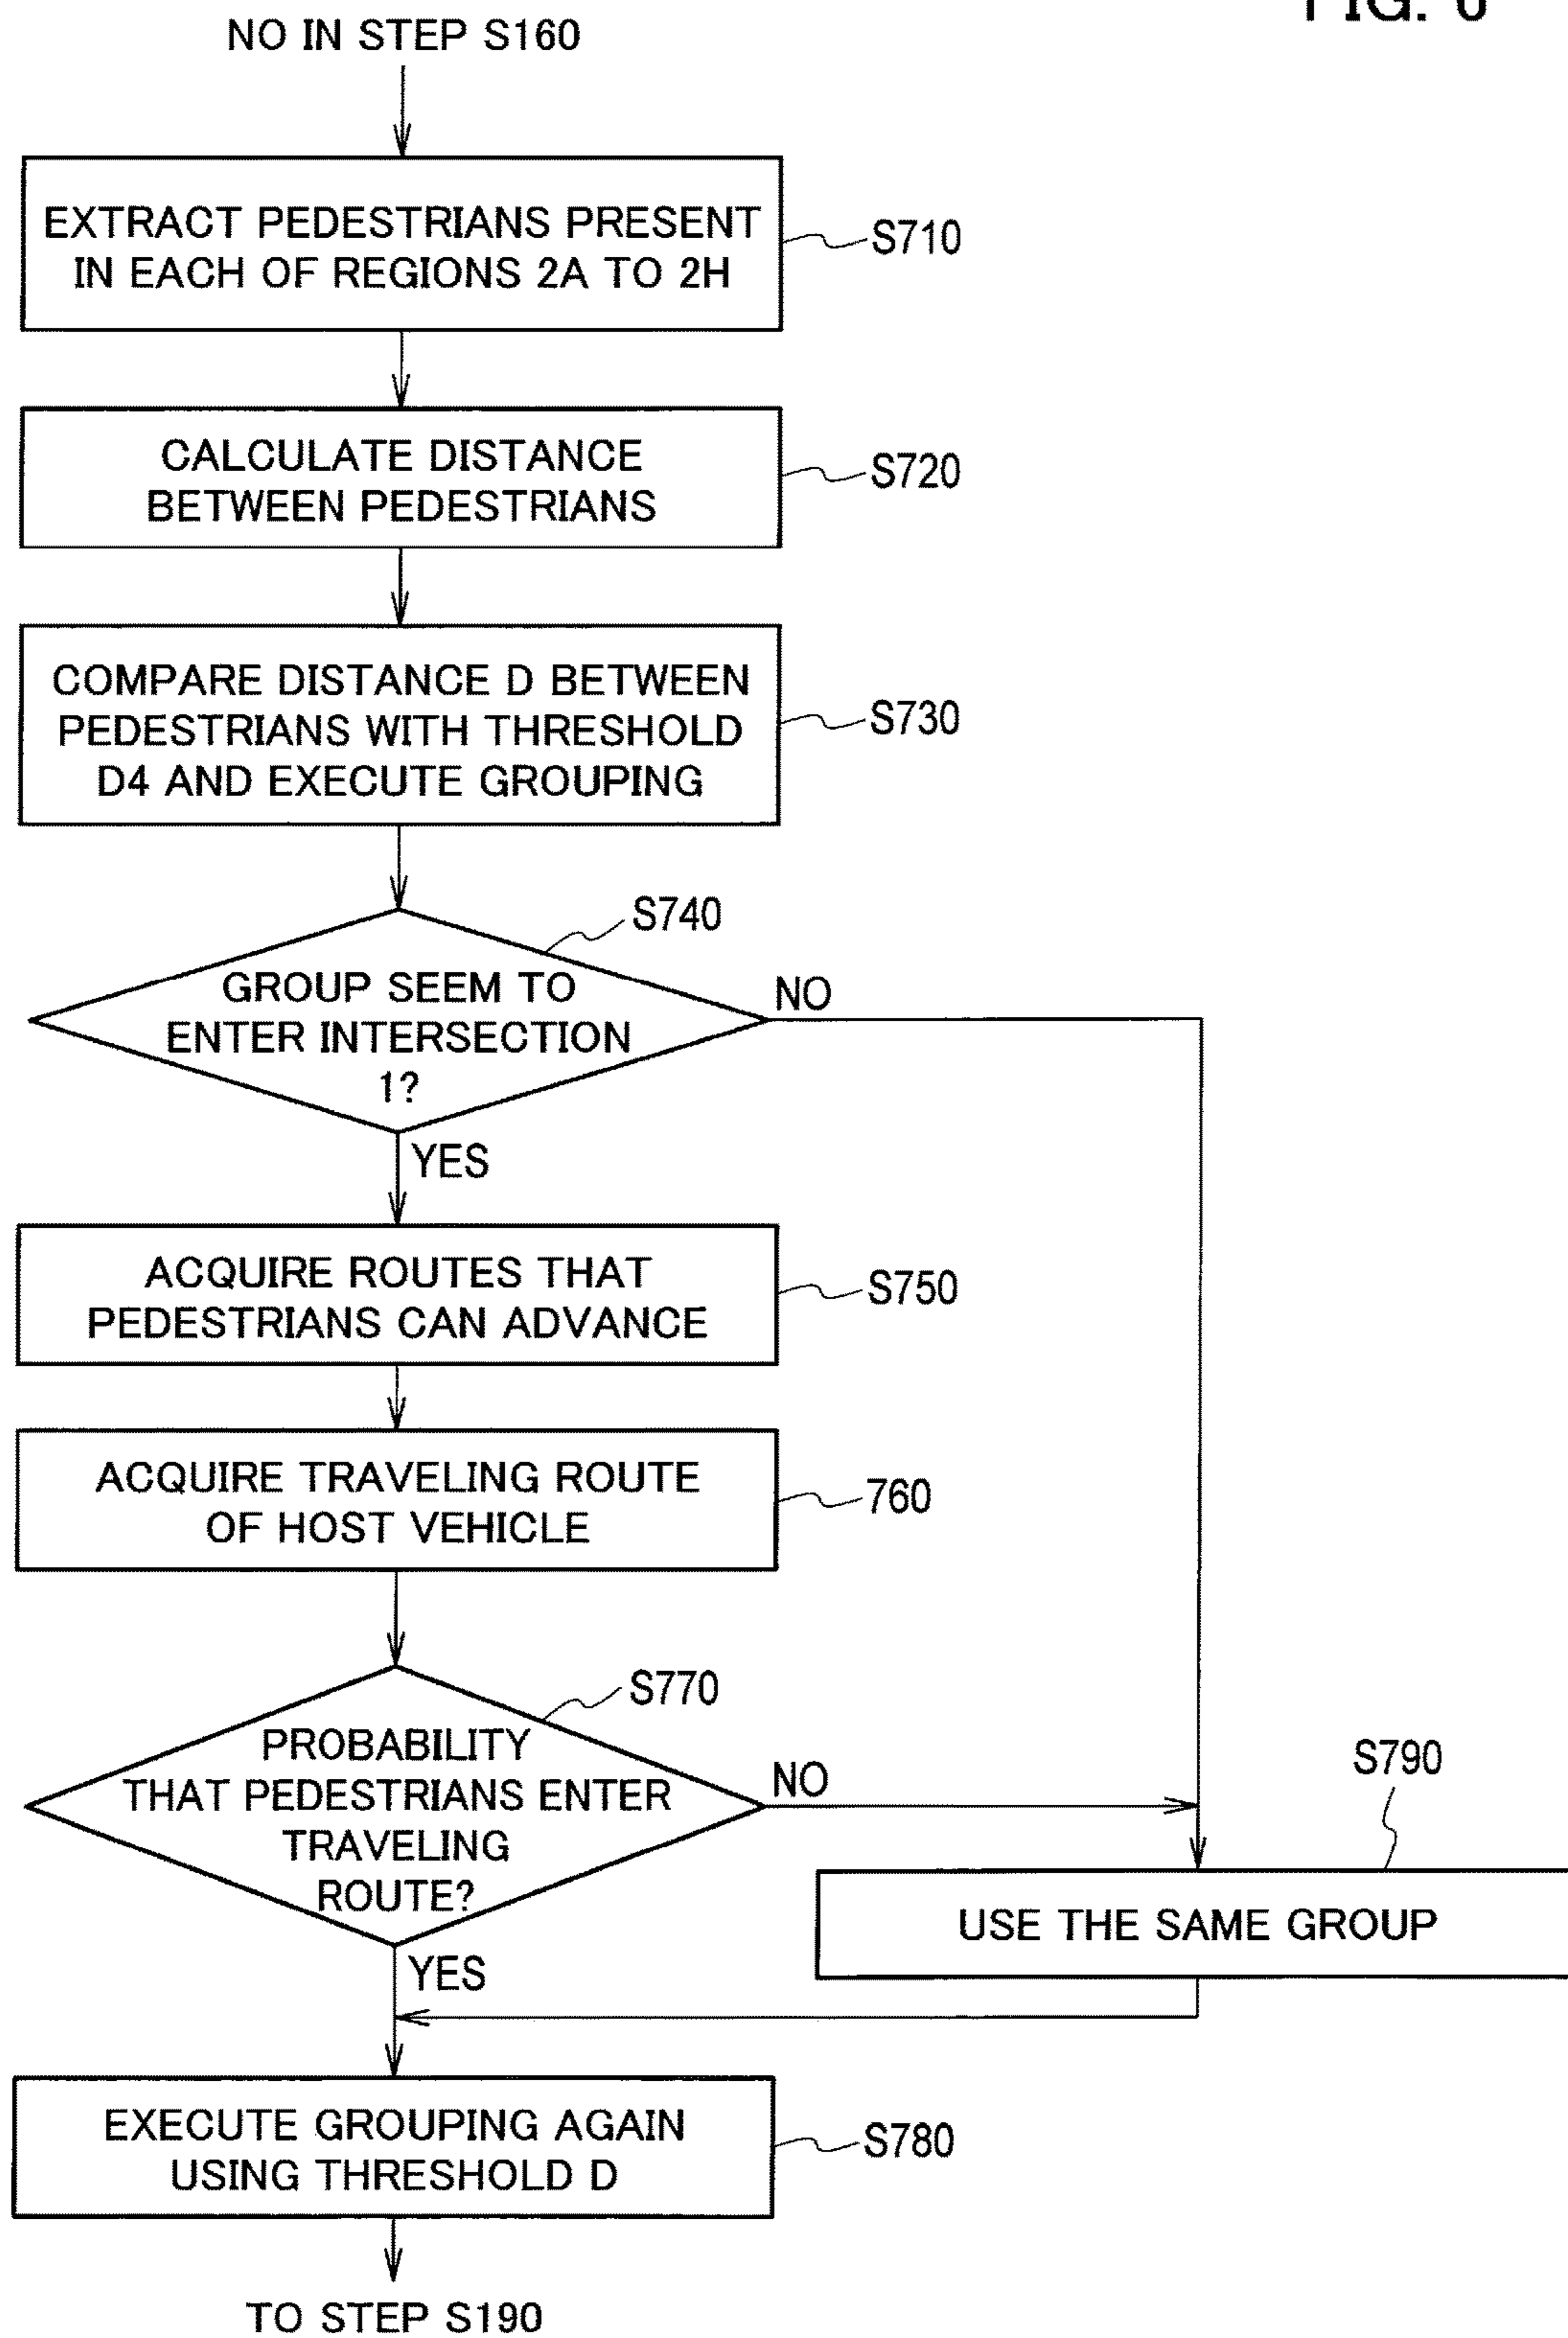 FIG. 6
NO IN STEP S160
EXTRACT PEDESTRIANS PRESENT
IN EACH OF REGIONS 2A TO 2H
S710
CALCULATE DISTANCE
BETWEEN PEDESTRIANS
S720
COMPARE DISTANCE D BETWEEN
PEDESTRIANS WITH THRESHOLD
D4 AND EXECUTE GROUPING
S730
S740
GROUP SEEM TO
ENTER INTERSECTION
1?
NO
YES
ACQUIRE ROUTES THAT
PEDESTRIANS CAN ADVANCE
S750
ACQUIRE TRAVELING ROUTE
OF HOST VEHICLE
760
S770
PROBABILITY
THAT PEDESTRIANS ENTER
TRAVELING
ROUTE?
NO
YES
S790
USE THE SAME GROUP
EXECUTE GROUPING AGAIN
USING THRESHOLD D
S780
TO STEP S190